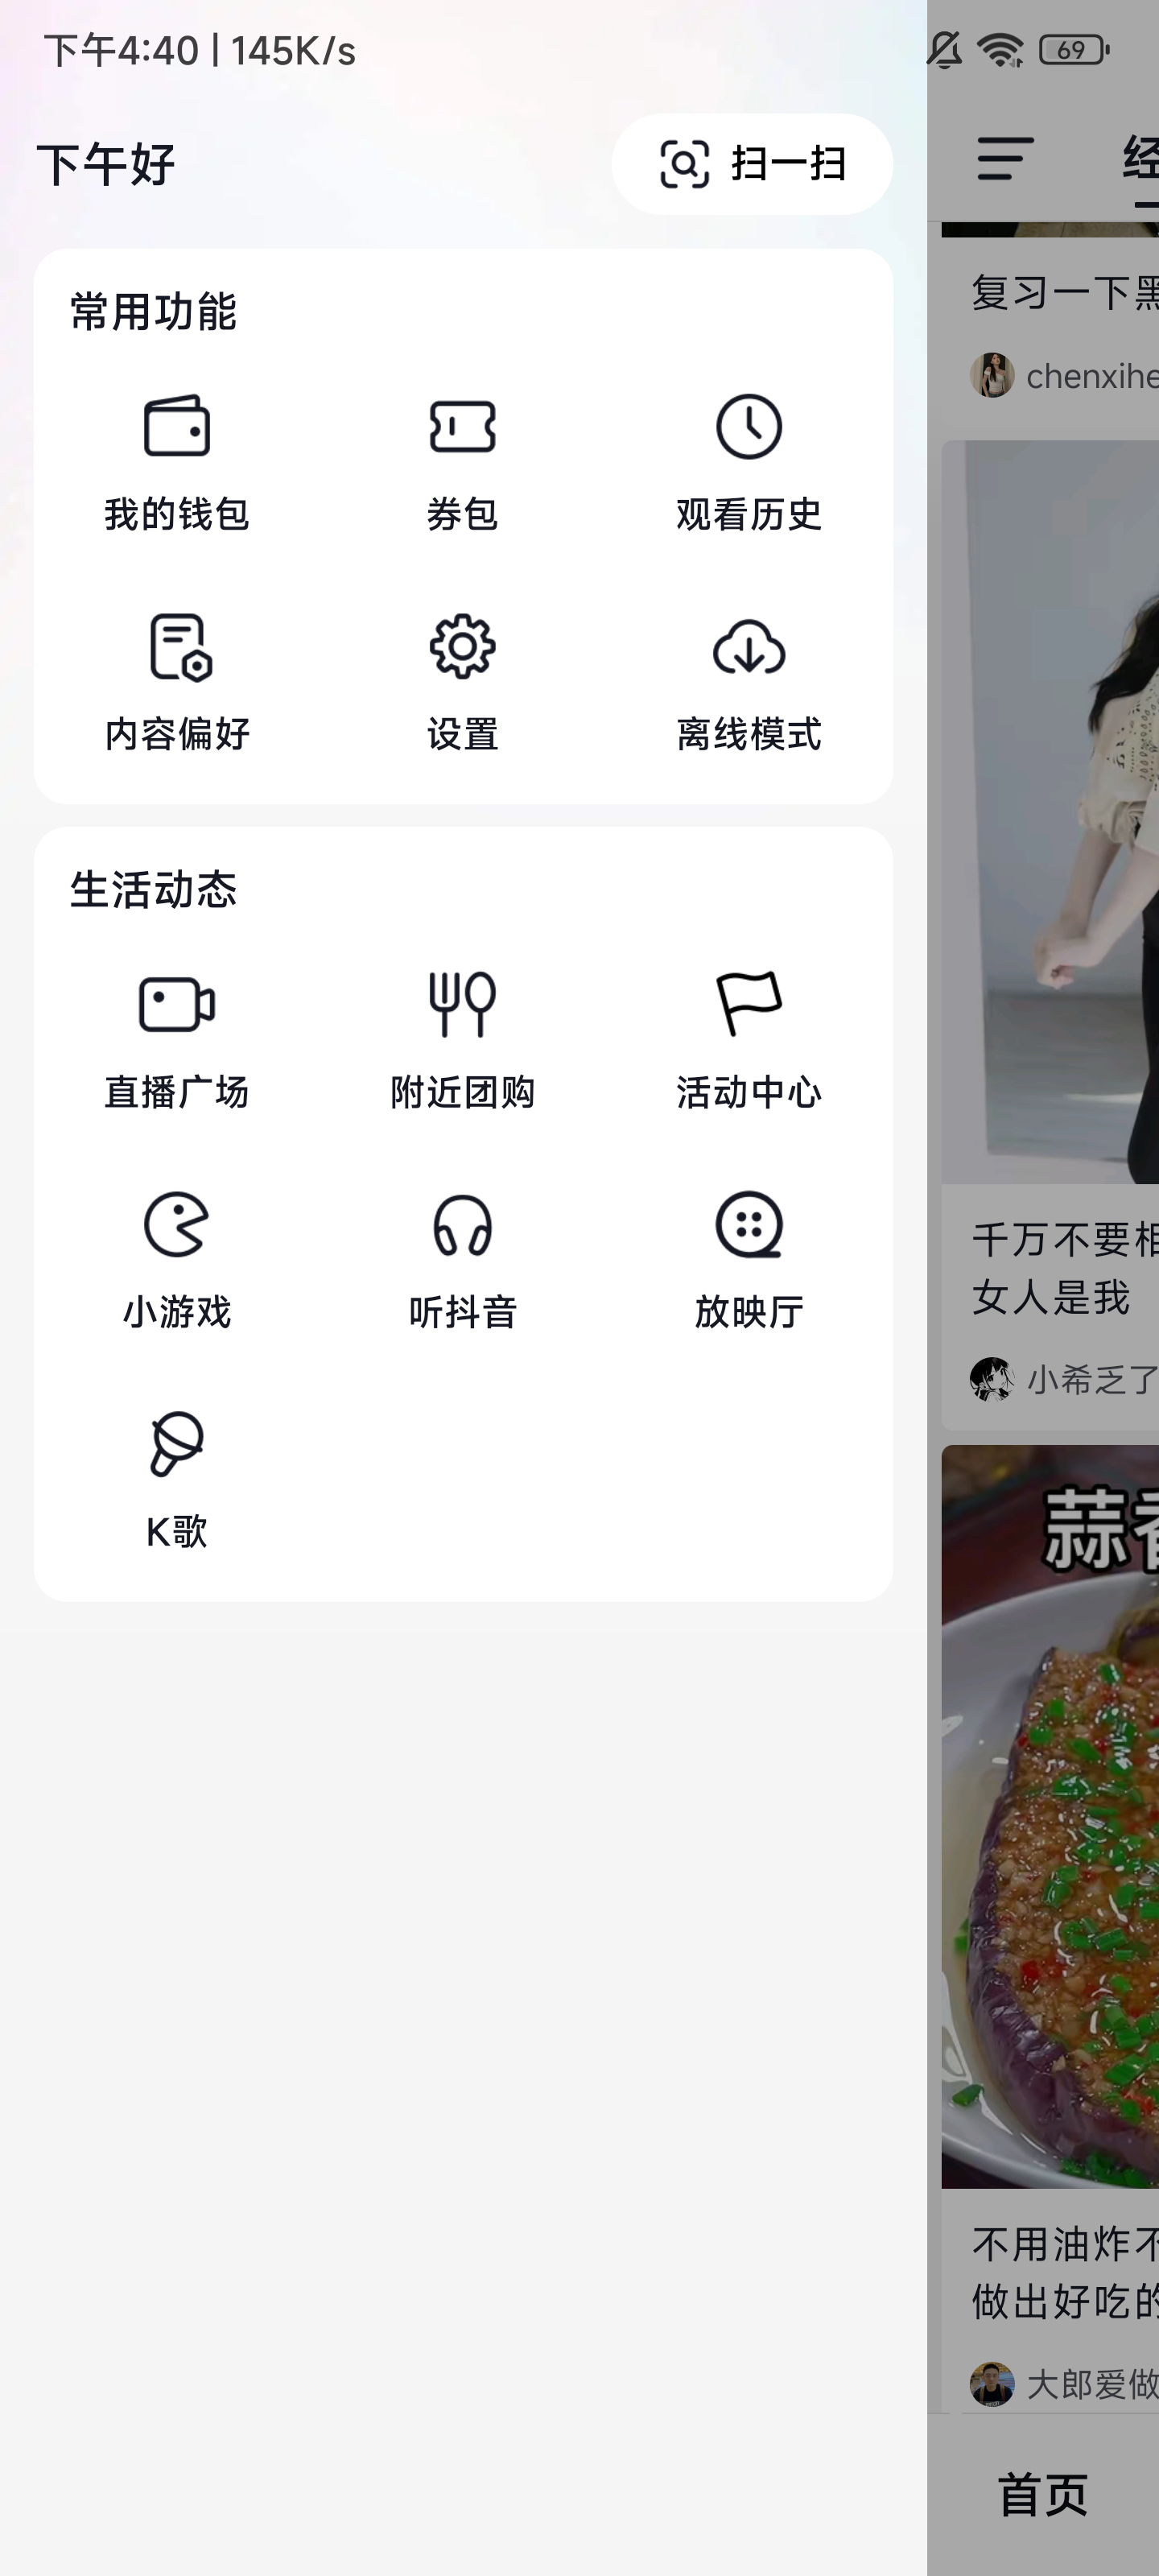 下午4:40 | 145K/s
69
下午好
扫一扫
常用功能
我的钱包
券包
观看历史
内容偏好
设置
离线模式
生活动态
直播广场
附近团购
活动中心
小游戏
听抖音
放映厅
K歌
经
复习一下黑
chenxihe
千万不要相
女人是我
小希乏了
蒜香
不用油炸不
做出好吃的
大郎爱做
首页